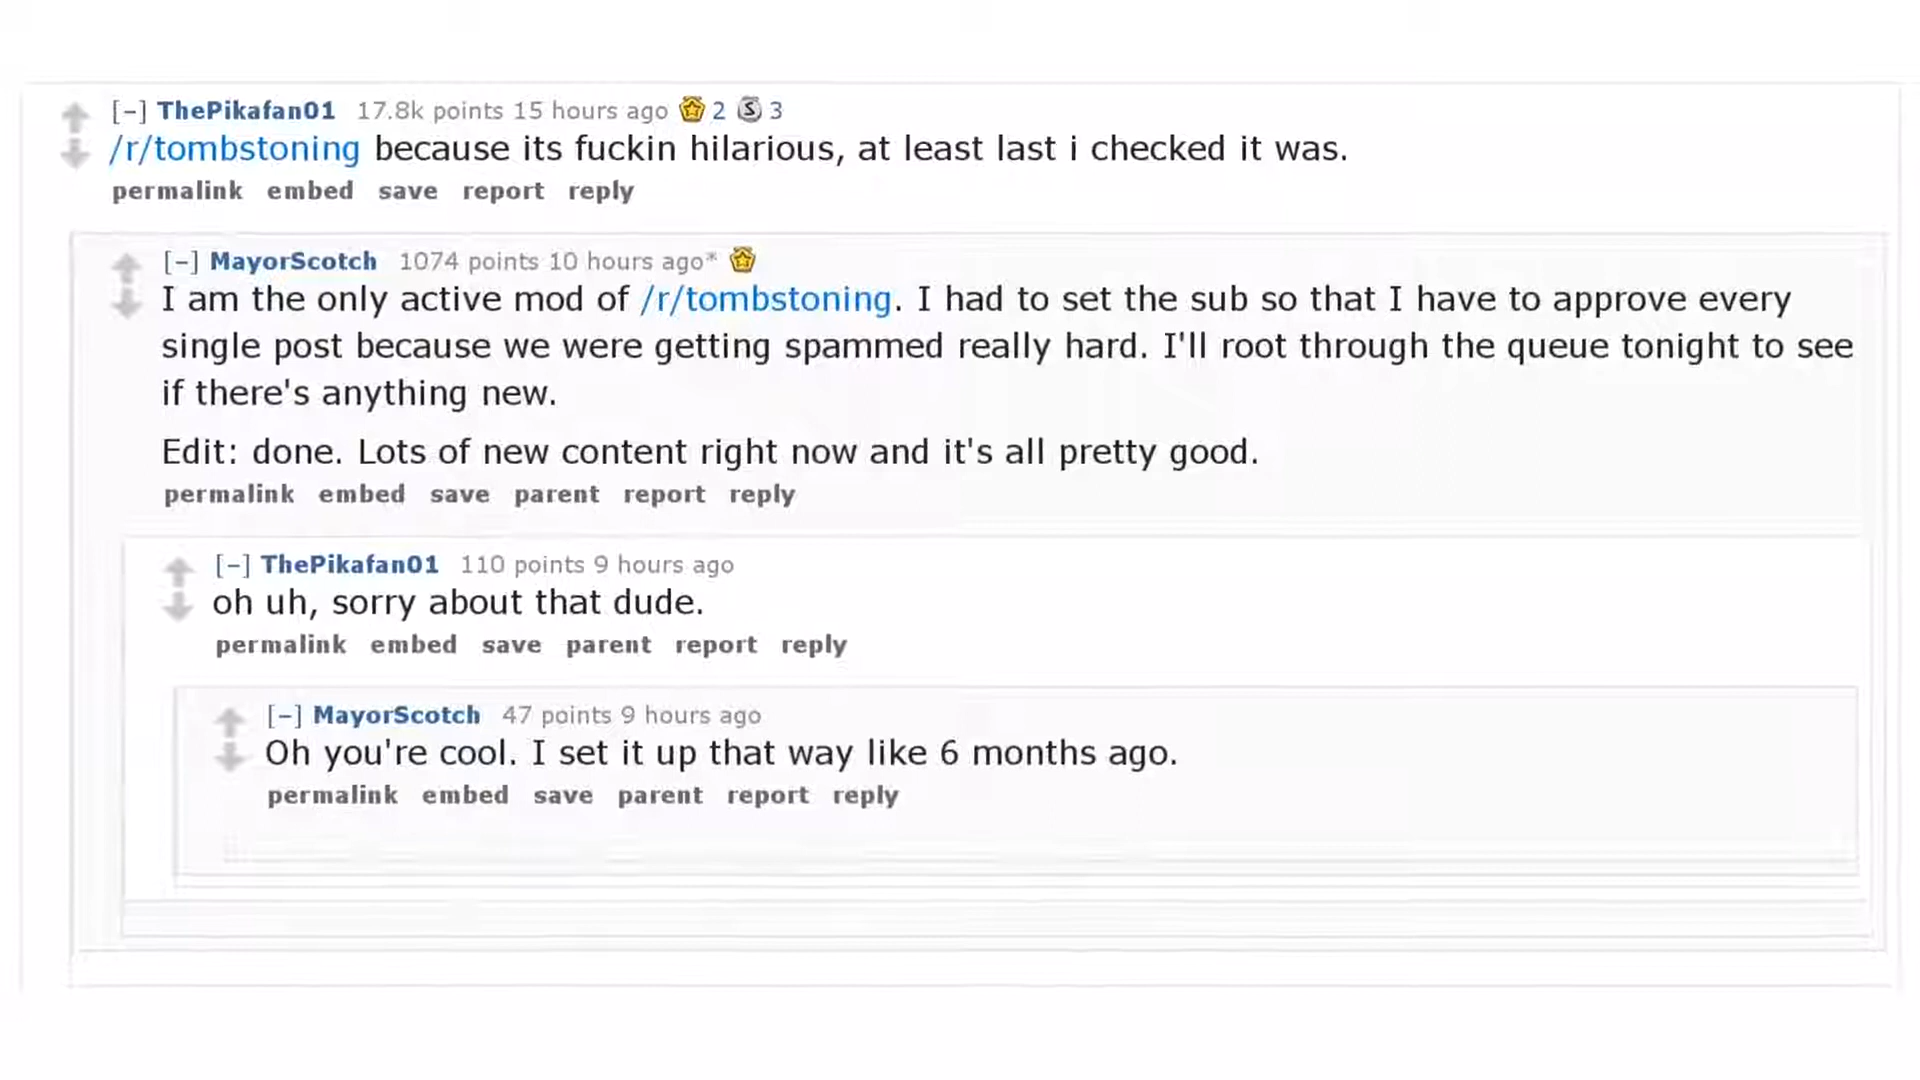 [–] ThePikafan01 17.8k points 15 hours ago 2 S 3
/r/tombstoning because its fuckin hilarious, at least last i checked it was.
permalink embed save report reply
[–] MayorScotch 1074 points 10 hours ago*
I am the only active mod of /r/tombstoning. I had to set the sub so that I have to approve every
single post because we were getting spammed really hard. I'll root through the queue tonight to see
if there's anything new.
Edit: done. Lots of new content right now and it's all pretty good.
permalink embed save parent report reply
[–] ThePikafan01 110 points 9 hours ago
oh uh, sorry about that dude.
permalink embed save parent report reply
[–] MayorScotch 47 points 9 hours ago
Oh you're cool. I set it up that way like 6 months ago.
permalink embed save parent report reply